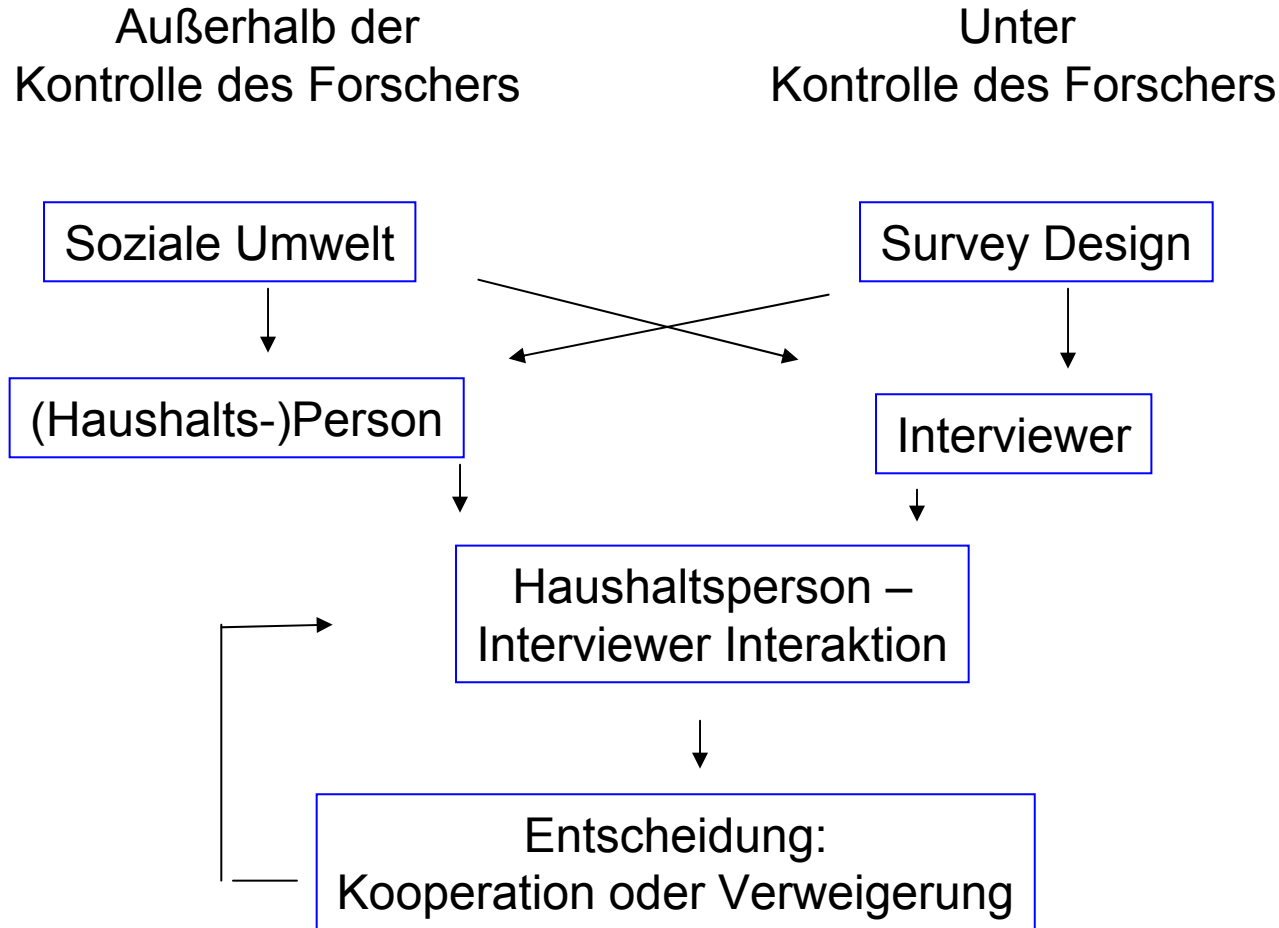 Außerhalb der
Kontrolle des Forschers
Unter
Kontrolle des Forschers
Soziale Umwelt
Survey Design
(Haushalts-)Person
Interviewer
Haushaltsperson –
Interviewer Interaktion
Entscheidung:
Kooperation oder Verweigerung